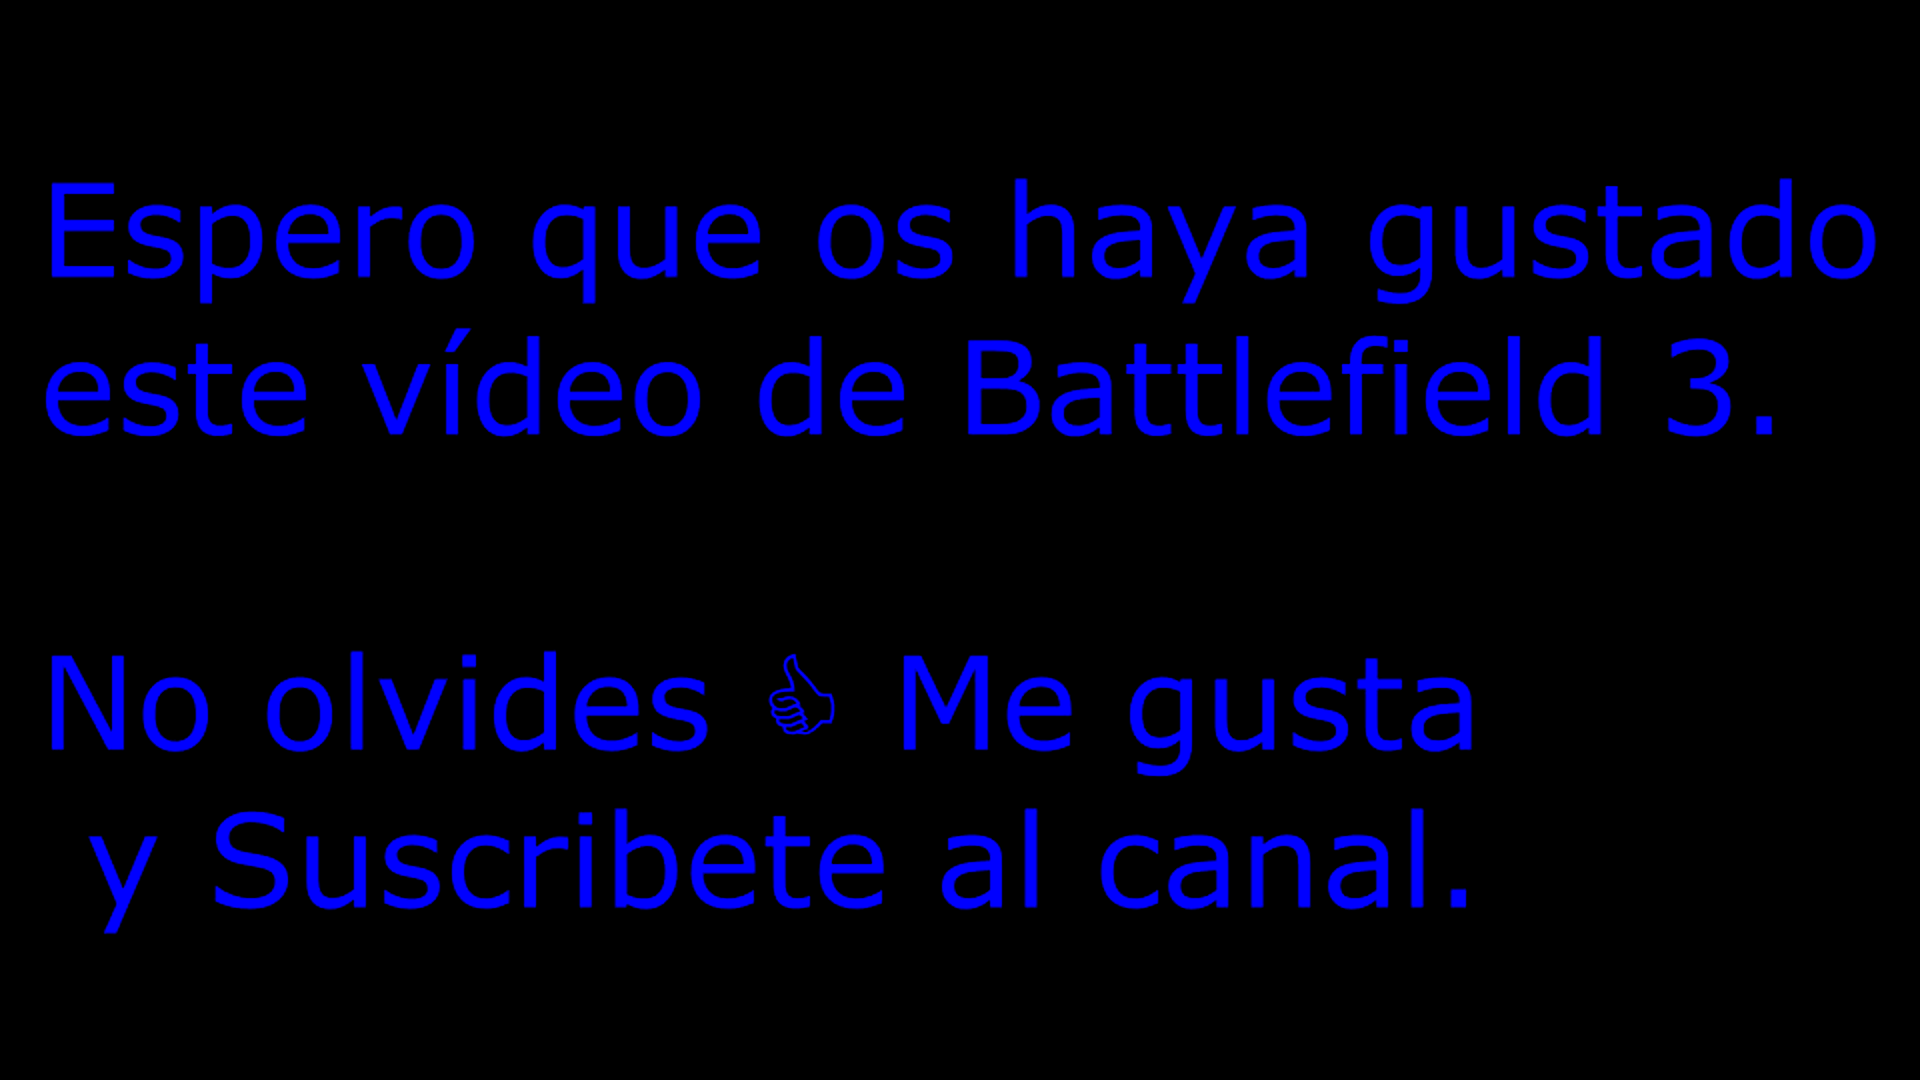 Espero que os haya gustado
este vídeo de Battlefield 3.
No olvides 👍 Me gusta
y Suscribete al canal.